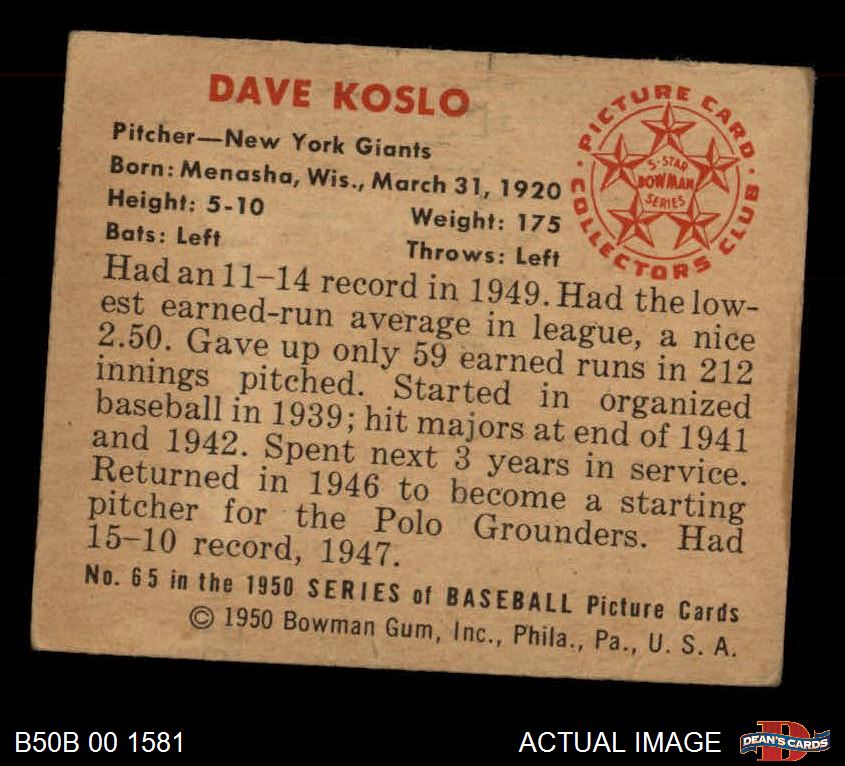 DAVE KOSLO
Pitcher—New York Giants
Born: Menasha, Wis., March 31, 1920
Height: 5-10 Weight: 175
Bats: Left Throws: Left
PICTURE CARD
COLLECTORS CLUB
5-STAR
BOWMAN
SERIES
Had an 11–14 record in 1949. Had the low-
est earned-run average in league, a nice
2.50. Gave up only 59 earned runs in 212
innings pitched. Started in organized
baseball in 1939; hit majors at end of 1941
and 1942. Spent next 3 years in service.
Returned in 1946 to become a starting
pitcher for the Polo Grounders. Had
15–10 record, 1947.
No. 65 in the 1950 SERIES of BASEBALL Picture Cards
© 1950 Bowman Gum, Inc., Phila., Pa., U. S. A.
B50B 00 1581 ACTUAL IMAGE
D
DEAN'S CARDS